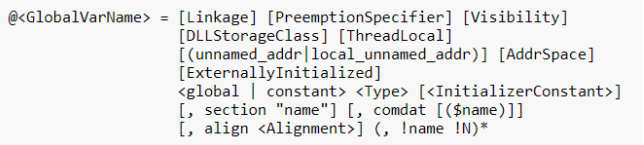 @<GlobalVarName> = [Linkage] [PreemptionSpecifier] [Visibility]
[DLLStorageClass] [ThreadLocal]
[(unnamed_addr|local_unnamed_addr)] [AddrSpace]
[ExternallyInitialized]
<global | constant> <Type> [<InitializerConstant>]
[, section "name"] [, comdat [($name)]]
[, align <Alignment>] (, !name !N)*